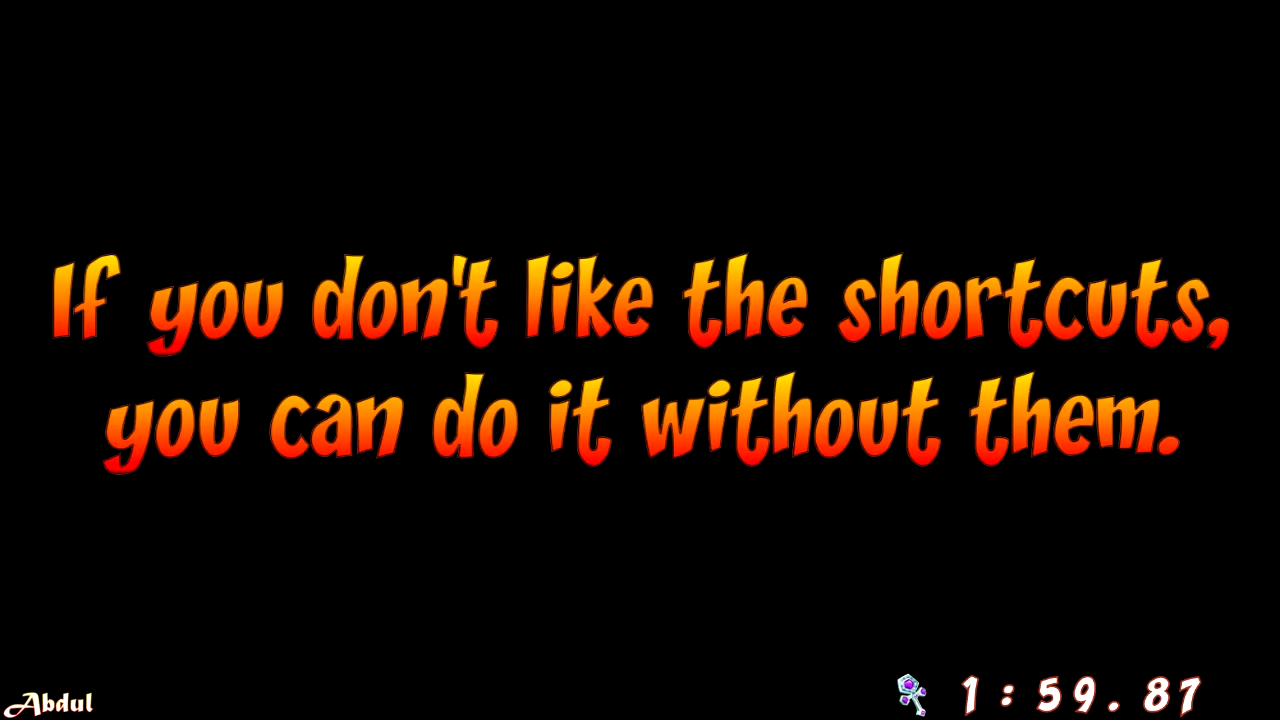 If you don't like the shortcuts,
you can do it without them.
Abdul
1:59.87